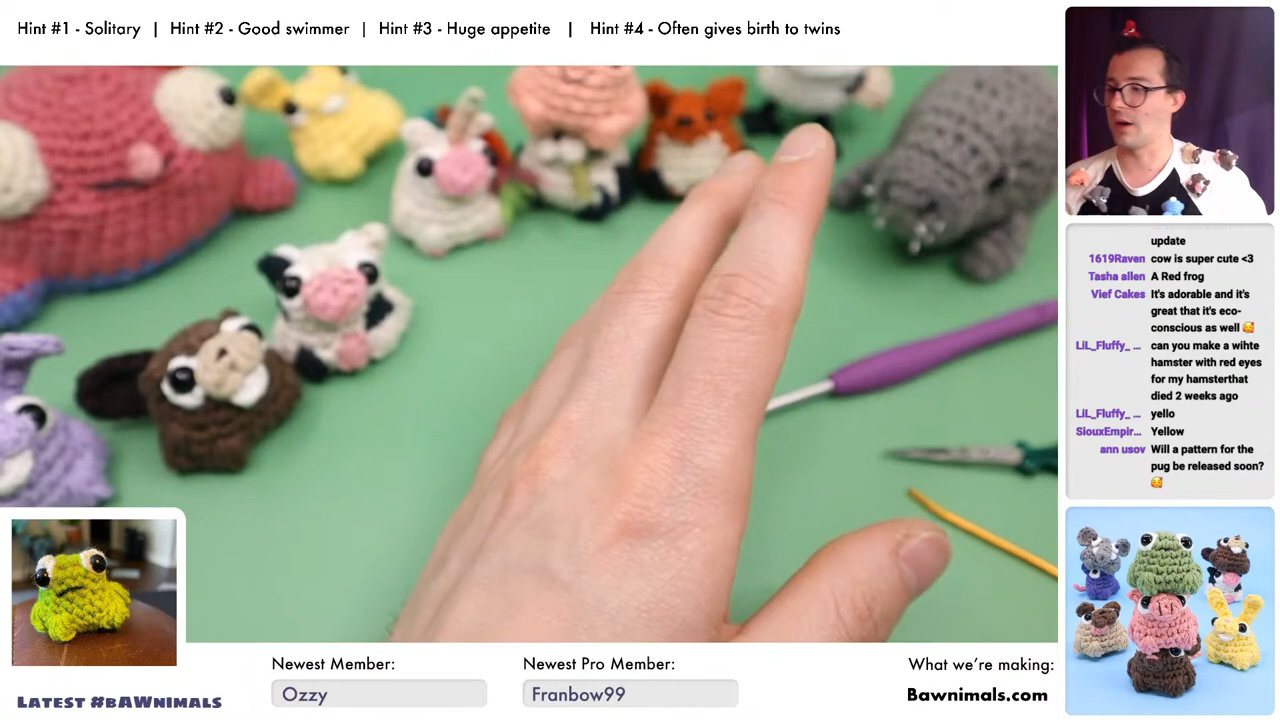 Hint #1 - Solitary | Hint #2 - Good swimmer | Hint #3 - Huge appetite | Hint #4 - Often gives birth to twins
update
1619Raven cow is super cute <3
Tasha allen A Red frog
Vief Cakes It's adorable and it's
great that it's eco-
conscious as well 🥰
LiL_Fluffy_ ... can you make a wihte
hamster with red eyes
for my hamsterthat
died 2 weeks ago
LiL_Fluffy_ ... yello
SiouxEmpir... Yellow
ann usov Will a pattern for the
pug be released soon?
🥰
Newest Member:
Ozzy
Newest Pro Member:
Franbow99
What we're making:
Bawnimals.com
LATEST #BAWNIMALS